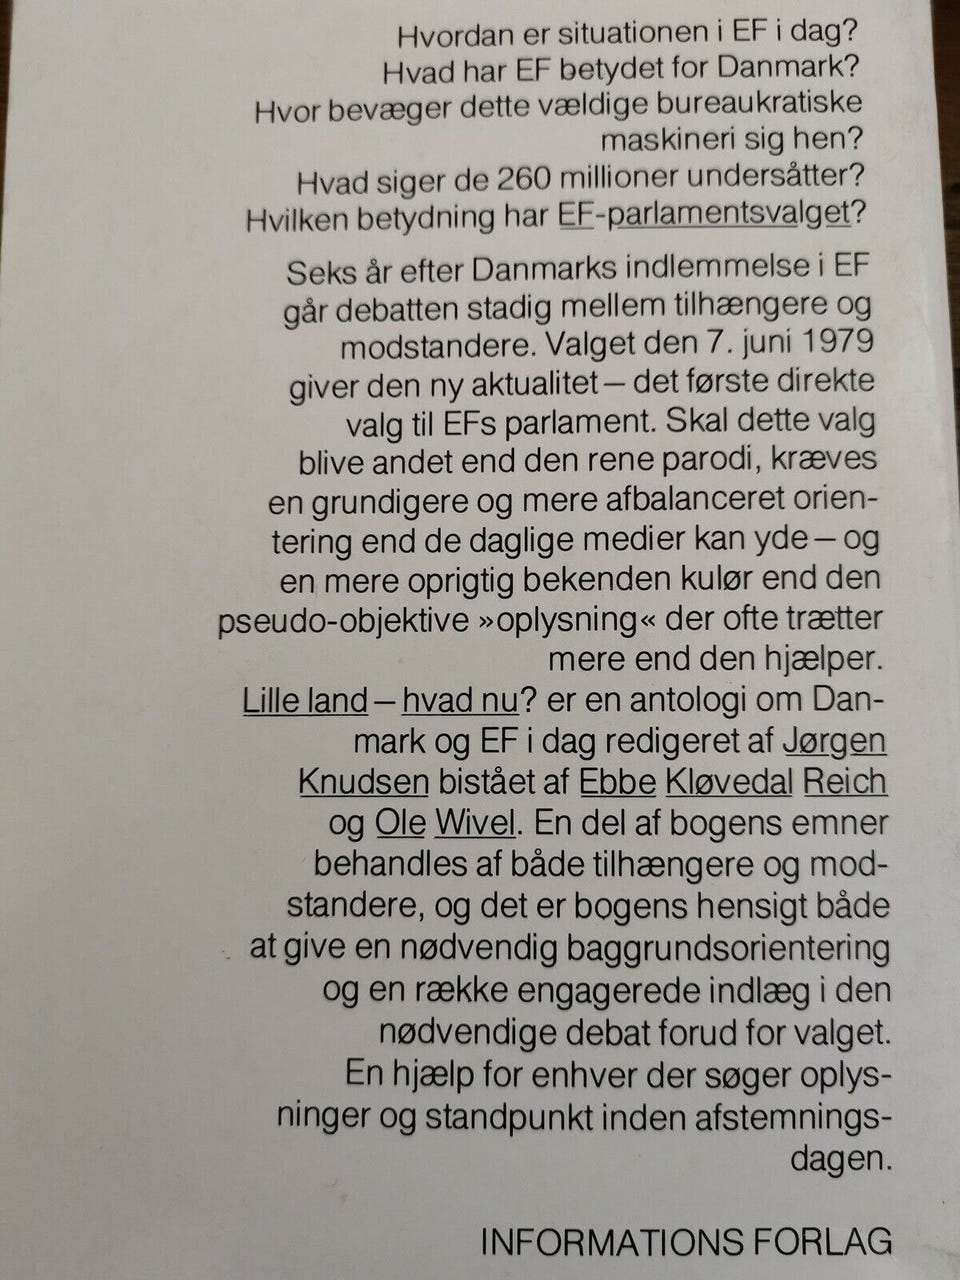 Hvordan er situationen i EF i dag?
Hvad har EF betydet for Danmark?
Hvor bevæger dette vældige bureaukratiske
maskineri sig hen?
Hvad siger de 260 millioner undersåtter?
Hvilken betydning har EF-parlamentsvalget?
Seks år efter Danmarks indlemmelse i EF
går debatten stadig mellem tilhængere og
modstandere. Valget den 7. juni 1979
giver den ny aktualitet – det første direkte
valg til EFs parlament. Skal dette valg
blive andet end den rene parodi, kræves
en grundigere og mere afbalanceret orien-
tering end de daglige medier kan yde – og
en mere oprigtig bekenden kulør end den
pseudo-objektive »oplysning« der ofte trætter
mere end den hjælper.
Lille land – hvad nu? er en antologi om Dan-
mark og EF i dag redigeret af Jørgen
Knudsen bistået af Ebbe Kløvedal Reich
og Ole Wivel. En del af bogens emner
behandles af både tilhængere og mod-
standere, og det er bogens hensigt både
at give en nødvendig baggrundsorientering
og en række engagerede indlæg i den
nødvendige debat forud for valget.
En hjælp for enhver der søger oplys-
ninger og standpunkt inden afstemnings-
dagen.
INFORMATIONS FORLAG